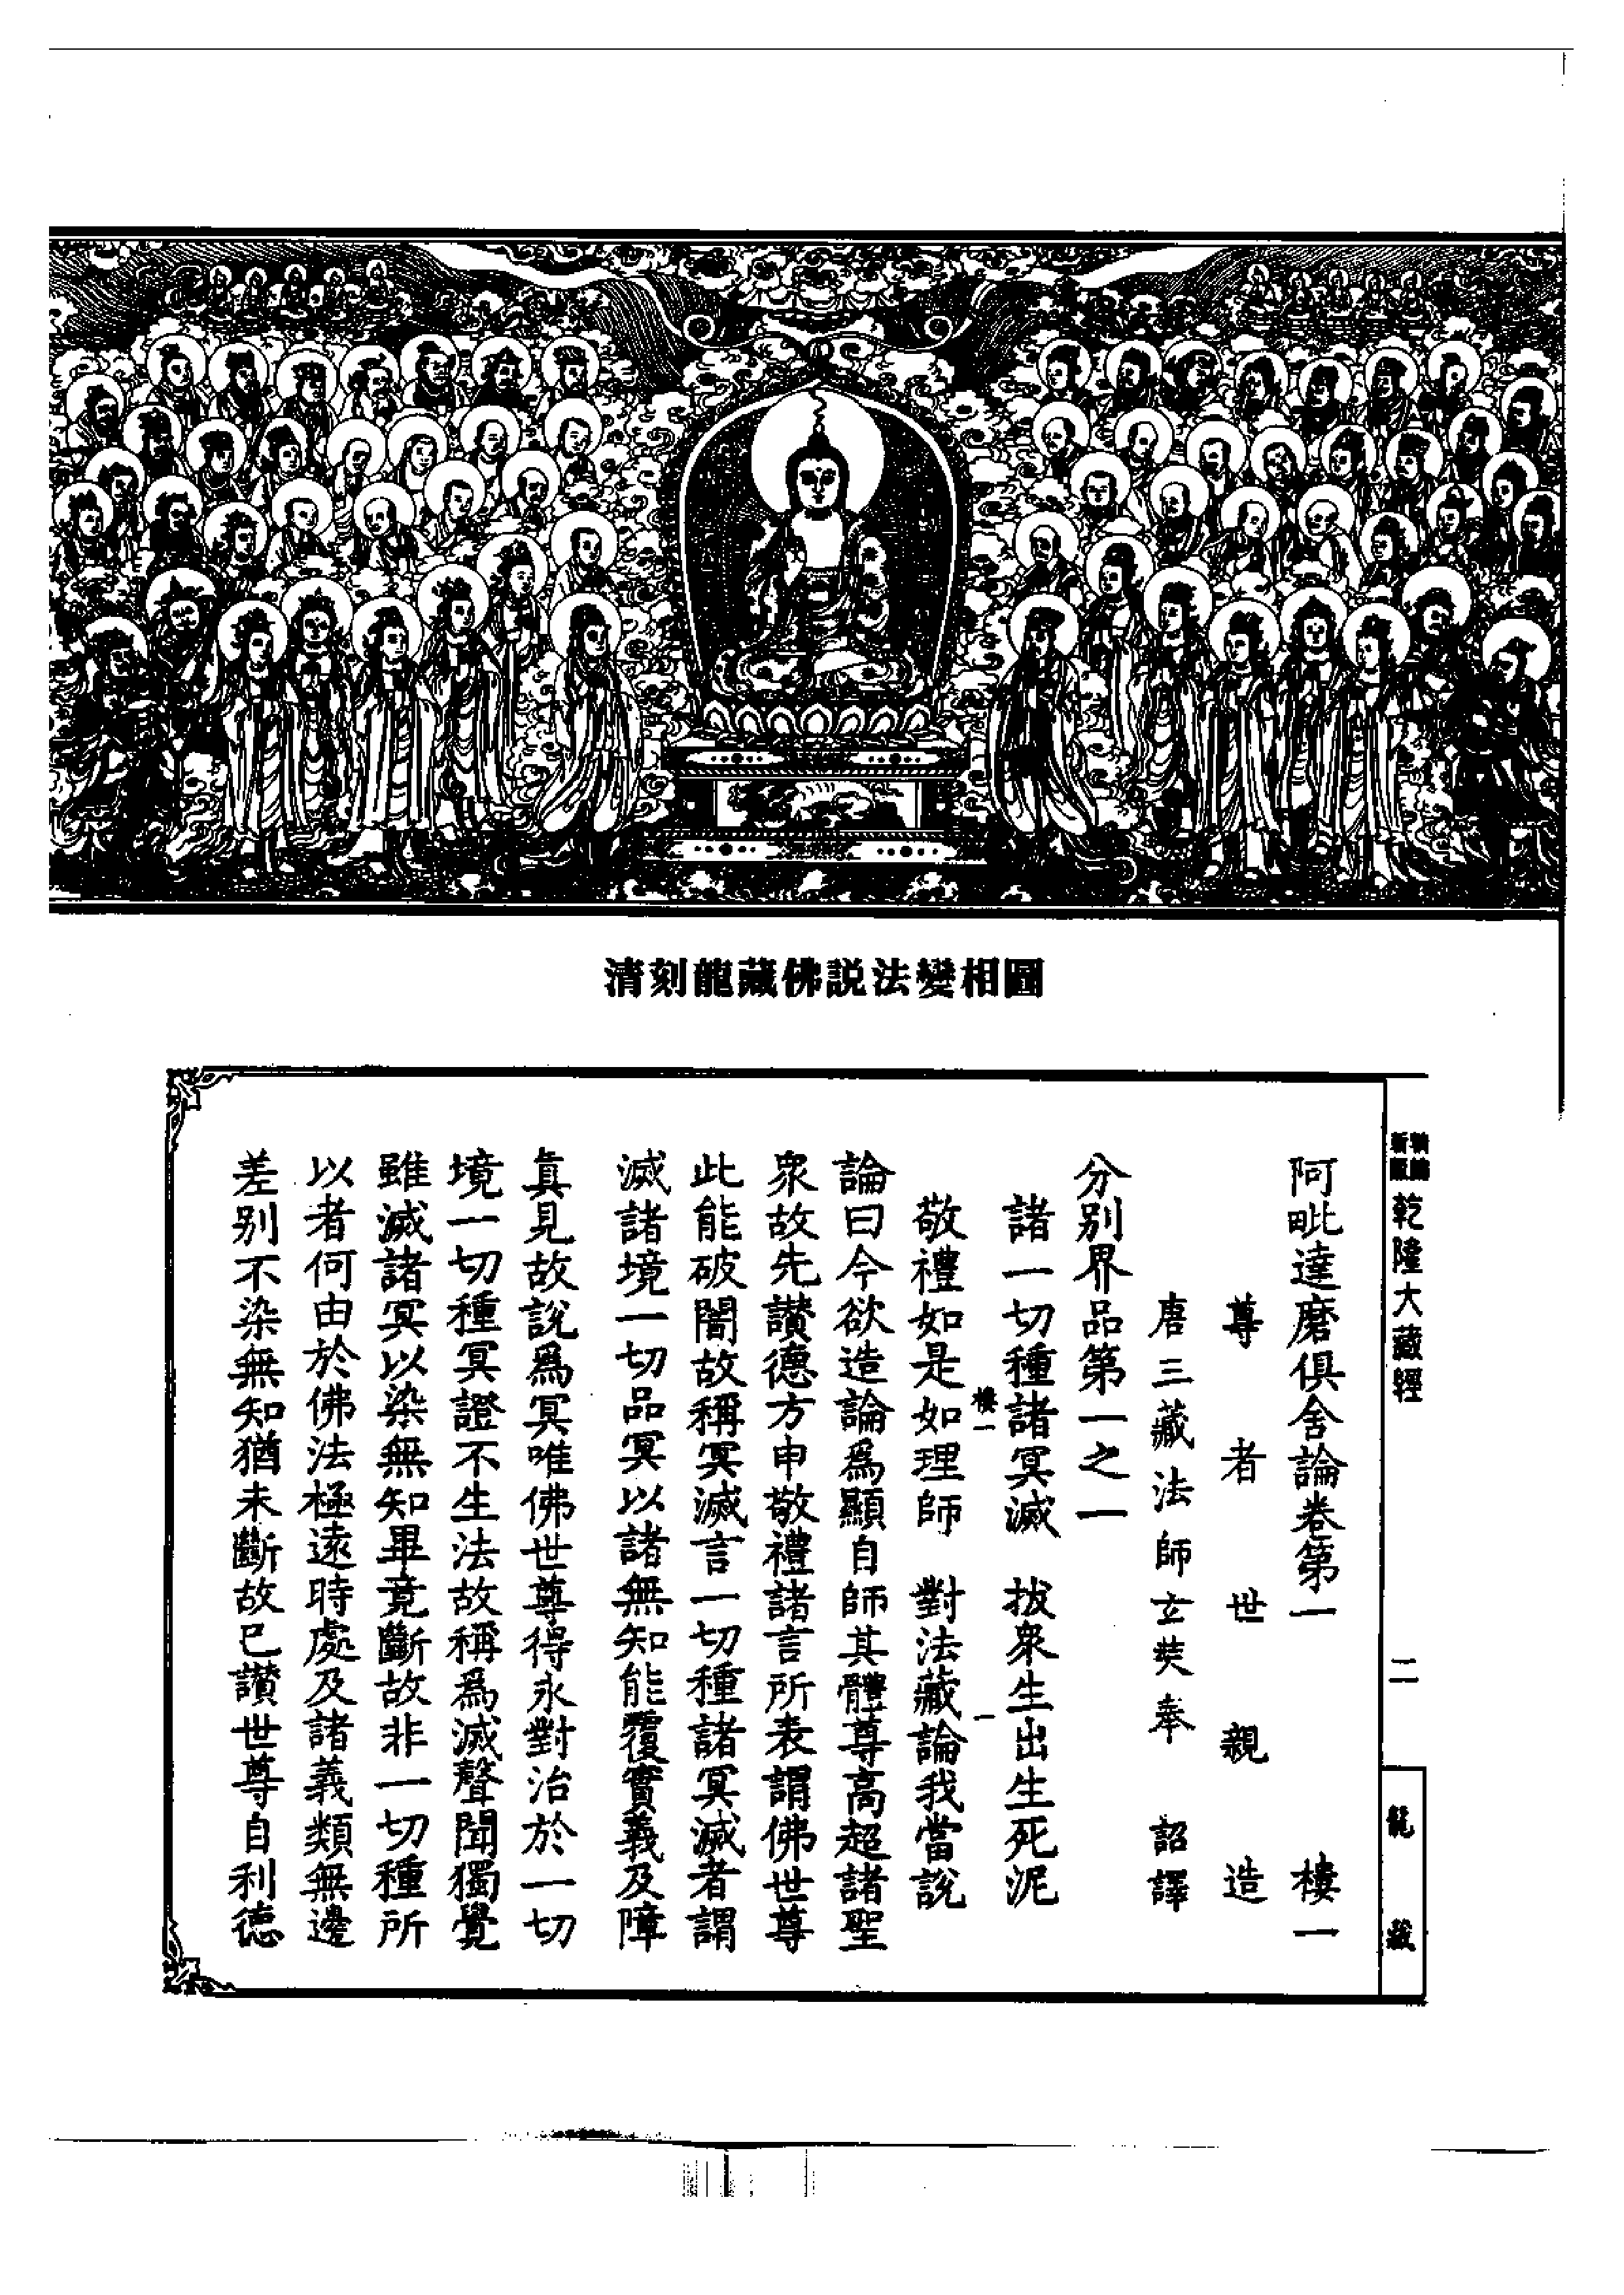 清刻龍藏佛説法變相圖
新編
新版
乾隆大藏經
二
龍藏
阿毗達磨俱舍論卷第一 樓一
尊者世親造
唐三藏法師玄奘奉 詔譯
分别界品第一之一
諸一切種諸冥滅 拔衆生出生死泥
樓一 一
敬禮如是如理師 對法藏論我當說
論曰今欲造論爲顯自師其體尊高超諸聖
衆故先讃德方申敬禮諸言所表謂佛世尊
此能破闇故稱冥滅言一切種諸冥滅者謂
滅諸境一切品冥以諸無知能覆實義及障
真見故說爲冥唯佛世尊得永對治於一切
境一切種冥證不生法故稱爲滅聲聞獨覺
雖滅諸冥以染無知畢竟斷故非一切種所
以者何由於佛法極遠時處及諸義類無邊
差别不染無知猶未斷故已讃世尊自利德